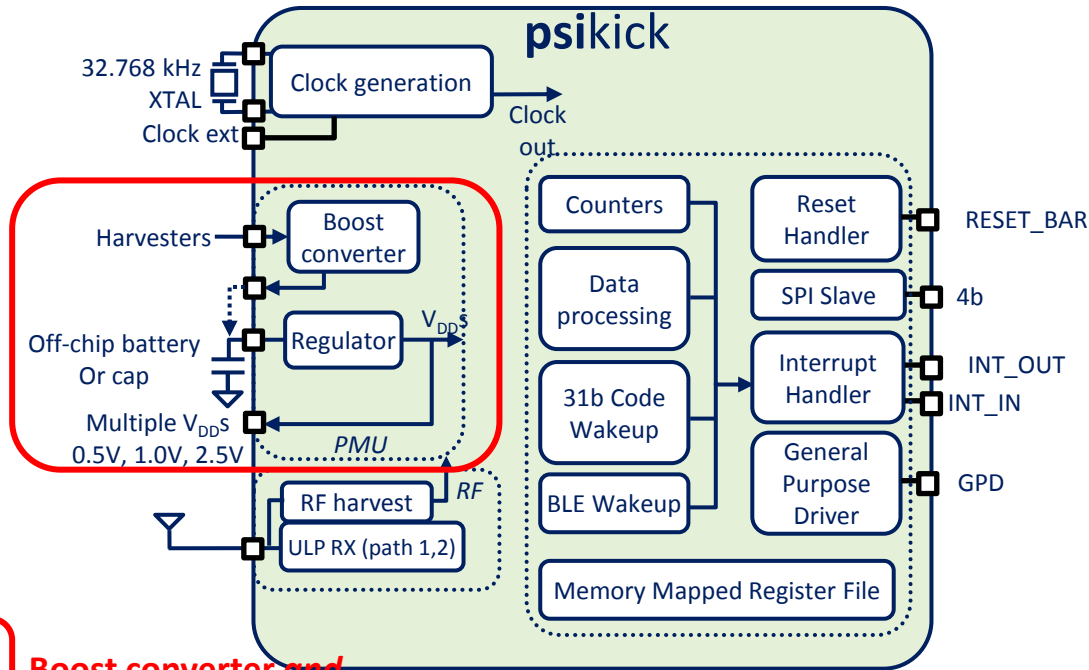 psikick
32.768 kHz
XTAL
Clock ext
Clock generation
Clock
out
Harvesters
Boost
converter
Off-chip battery
Or cap
Regulator
VDDs
Multiple VDDs
0.5V, 1.0V, 2.5V
PMU
RF
RF harvest
ULP RX (path 1,2)
Counters
Data
processing
31b Code
Wakeup
BLE Wakeup
Reset
Handler
SPI Slave
Interrupt
Handler
General
Purpose
Driver
Memory Mapped Register File
RESET_BAR
4b
INT_OUT
INT_IN
GPD
Boost converter and